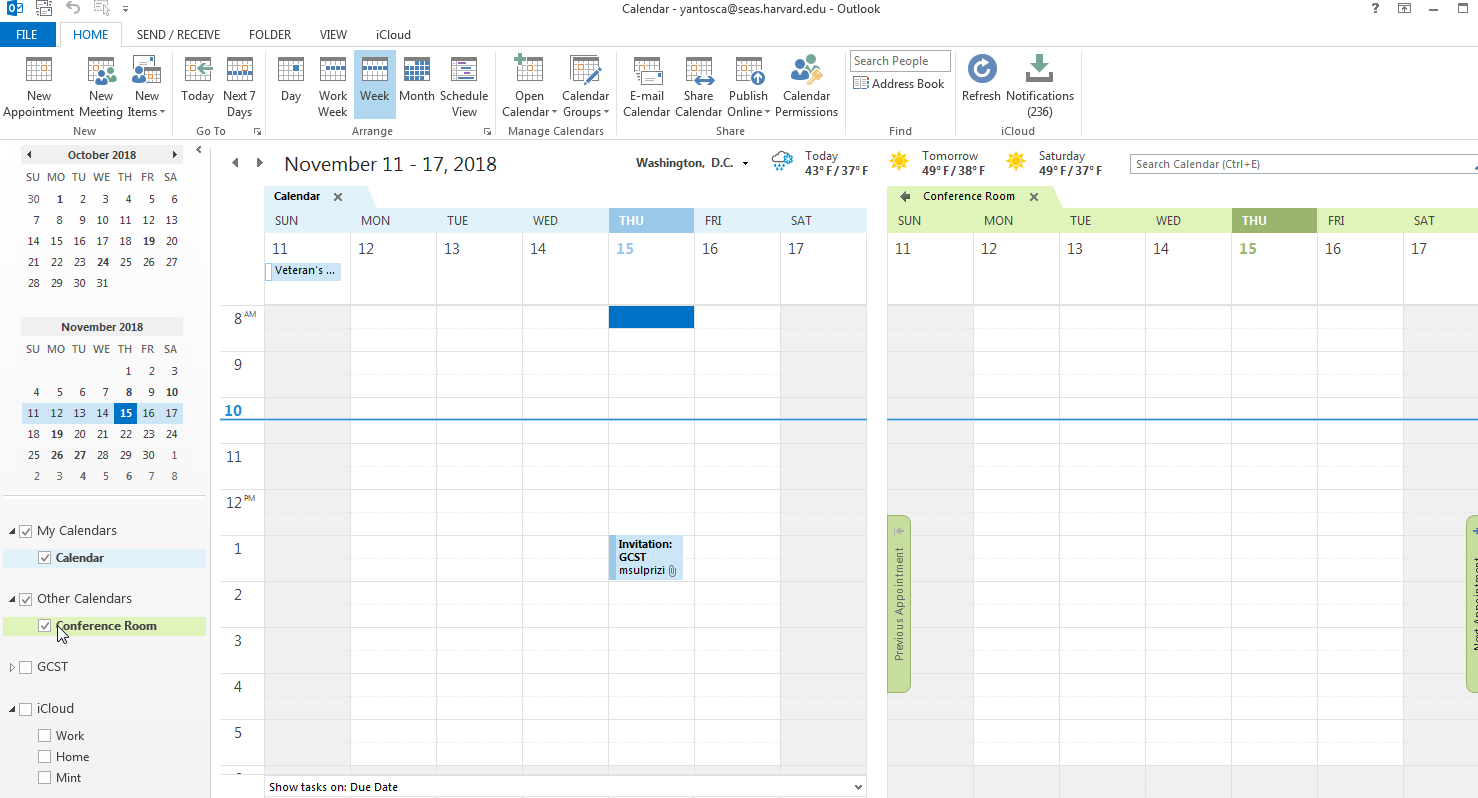 Calendar - yantosca@seas.harvard.edu - Outlook
FILE HOME SEND / RECEIVE FOLDER VIEW iCloud
New Appointment
New Meeting
New Items
New
Today
Next 7 Days
Go To
Day
Work Week
Week
Month
Schedule View
Arrange
Open Calendar
Calendar Groups
Manage Calendars
E-mail Calendar
Share Calendar
Publish Online
Calendar Permissions
Share
Search People
Address Book
Find
Refresh
Notifications (236)
iCloud
October 2018
SU MO TU WE TH FR SA
30 1 2 3 4 5 6
7 8 9 10 11 12 13
14 15 16 17 18 19 20
21 22 23 24 25 26 27
28 29 30 31
November 2018
SU MO TU WE TH FR SA
1 2 3
4 5 6 7 8 9 10
11 12 13 14 15 16 17
18 19 20 21 22 23 24
25 26 27 28 29 30 1
2 3 4 5 6 7 8
My Calendars
Calendar
Other Calendars
Conference Room
GCST
iCloud
Work
Home
Mint
November 11 - 17, 2018
Washington, D.C.
Today
43° F / 37° F
Tomorrow
49° F / 38° F
Saturday
49° F / 37° F
Search Calendar (Ctrl+E)
Calendar
SUN MON TUE WED THU FRI SAT
11 12 13 14 15 16 17
Veteran's ...
8 AM
9
10
11
12 PM
1
2
3
4
5
Invitation:
GCST
msulprizi
Show tasks on: Due Date
Conference Room
SUN MON TUE WED THU FRI SAT
11 12 13 14 15 16 17
Previous Appointment
Next Appointment